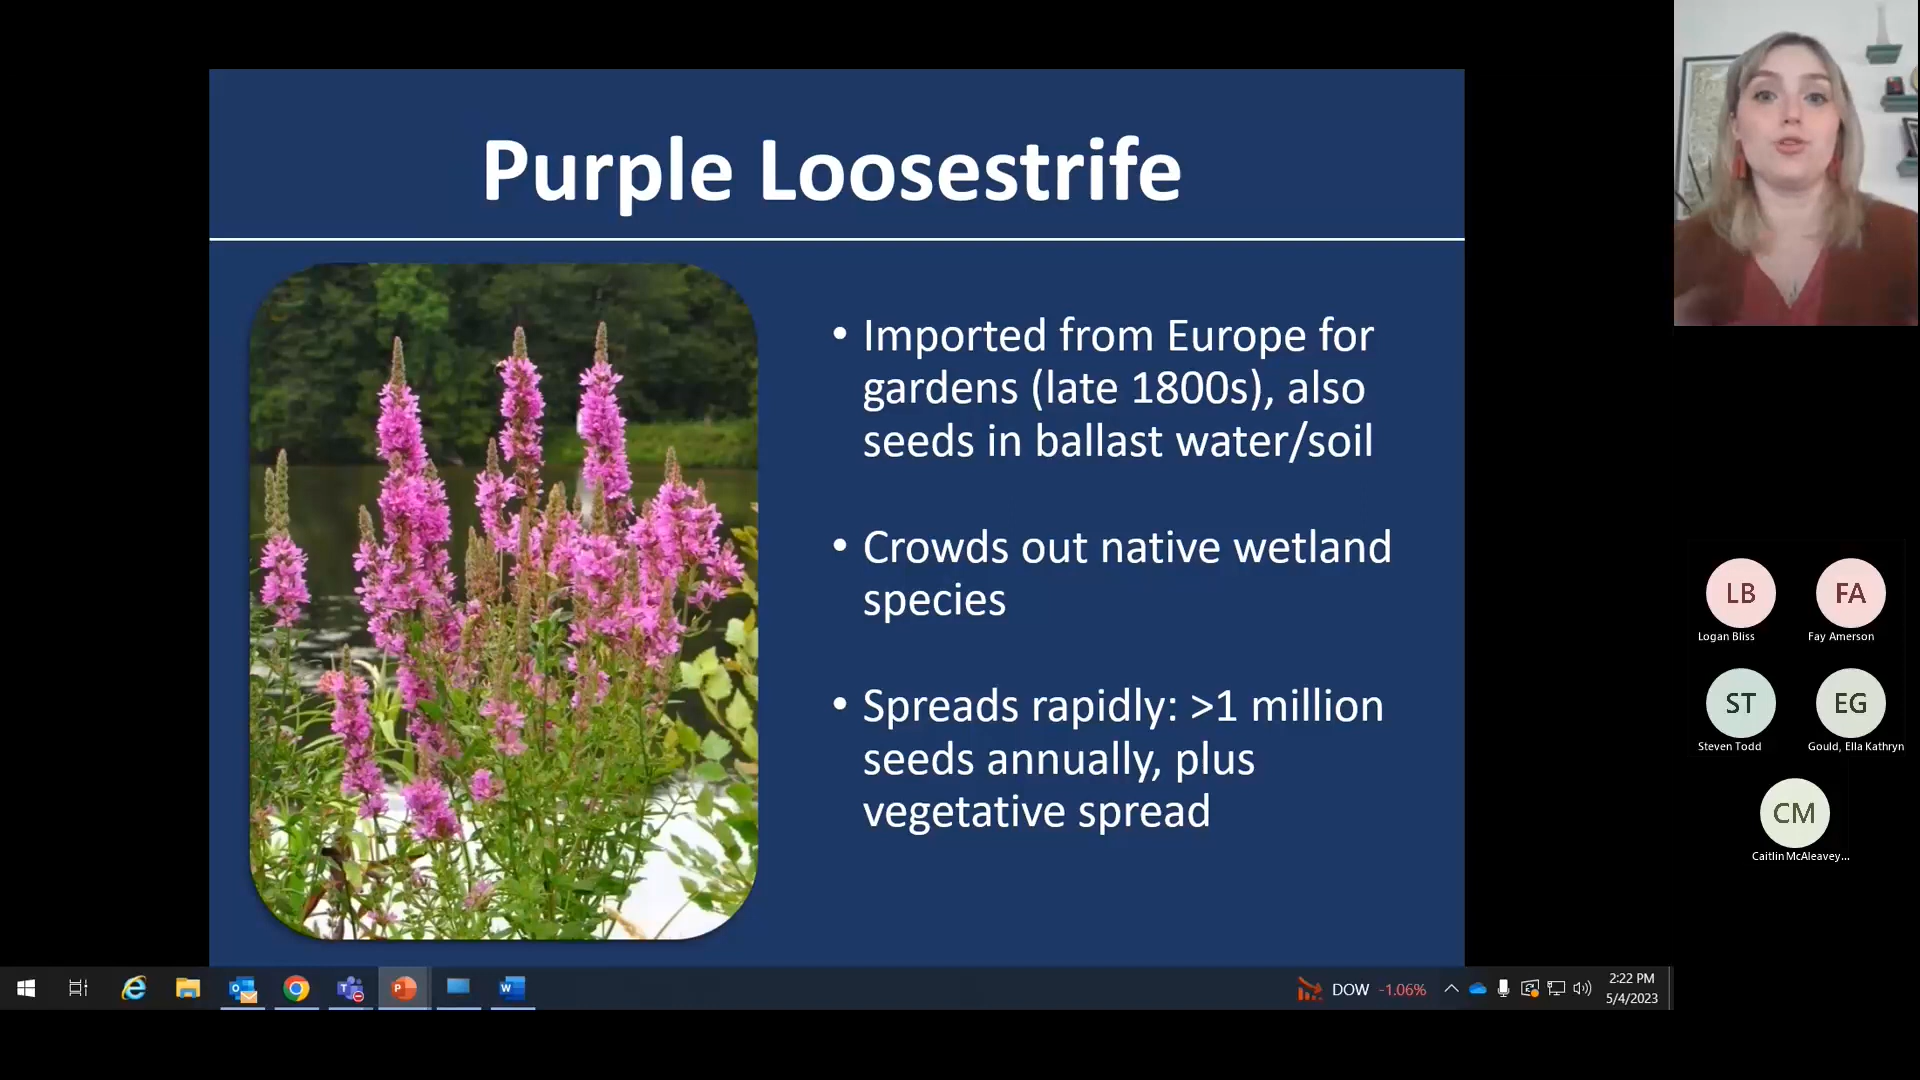 Purple Loosestrife
• Imported from Europe for
gardens (late 1800s), also
seeds in ballast water/soil
• Crowds out native wetland
species
• Spreads rapidly: >1 million
seeds annually, plus
vegetative spread
LB
FA
Logan Bliss
Fay Amerson
ST
EG
Steven Todd
Gould, Ella Kathryn
CM
Caitlin McAleavey...
DOW -1.06%
2:22 PM
5/4/2023